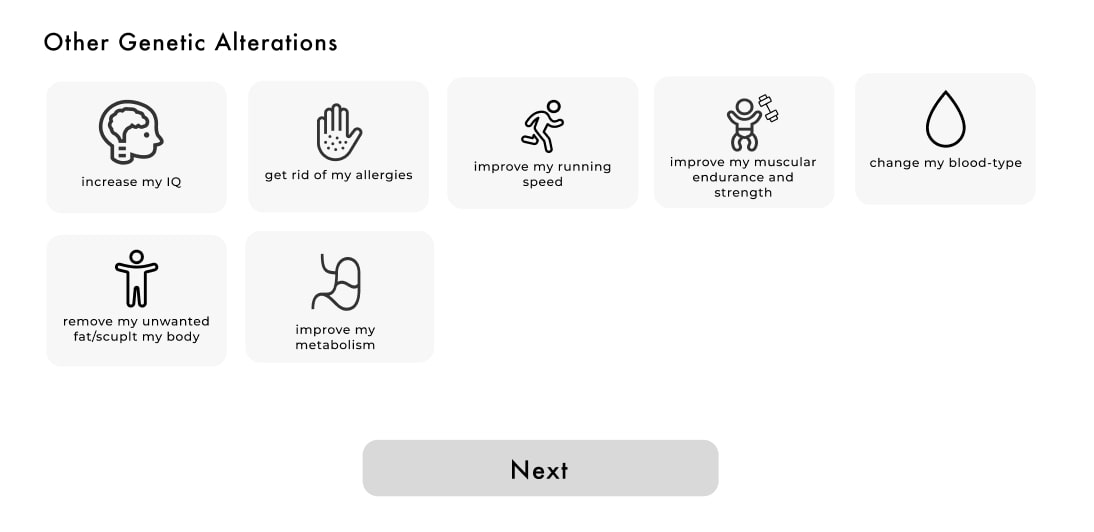 Other Genetic Alterations
increase my IQ
get rid of my allergies
improve my running
speed
improve my muscular
endurance and
strength
change my blood-type
remove my unwanted
fat/scuplt my body
improve my
metabolism
Next